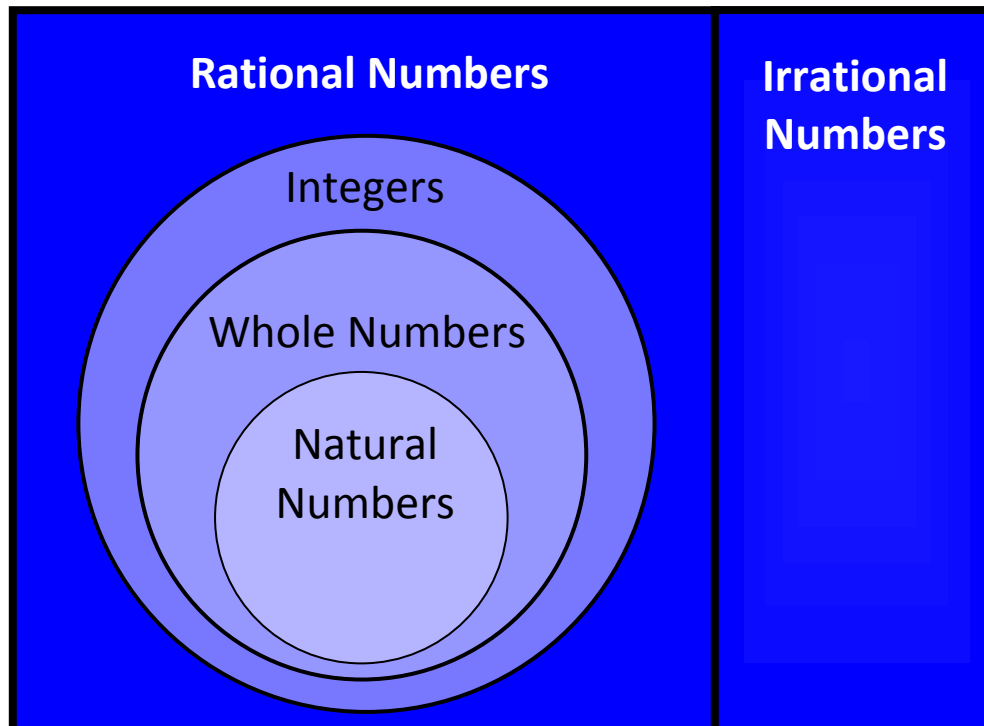 Rational Numbers
Irrational
Numbers
Integers
Whole Numbers
Natural
Numbers